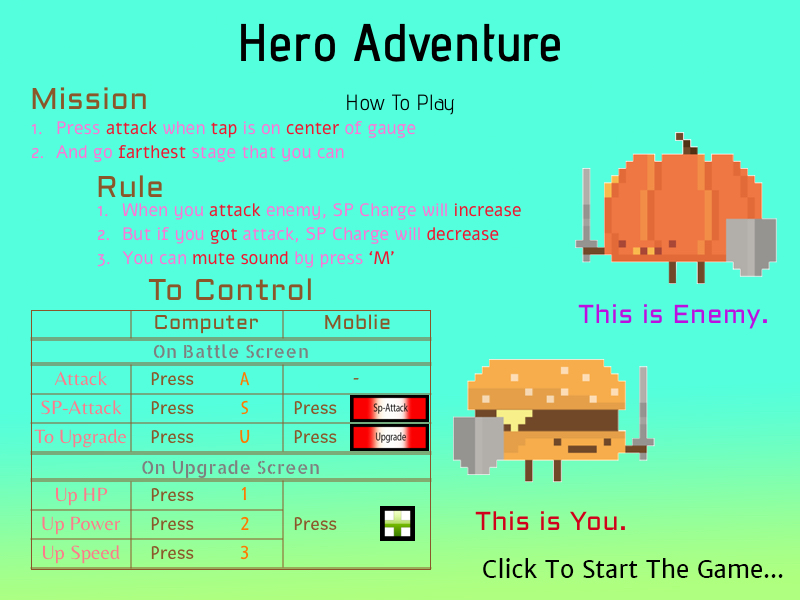 Hero Adventure
How To Play
Mission
1. Press attack when tap is on center of gauge
2. And go farthest stage that you can
Rule
1. When you attack enemy, SP Charge will increase
2. But if you got attack, SP Charge will decrease
3. You can mute sound by press ‘M’
To Control
Computer Moblie
On Battle Screen
Attack Press A -
SP-Attack Press S Press Sp-Attack
To Upgrade Press U Press Upgrade
On Upgrade Screen
Up HP Press 1
Up Power Press 2 Press
Up Speed Press 3
This is Enemy.
This is You.
Click To Start The Game...